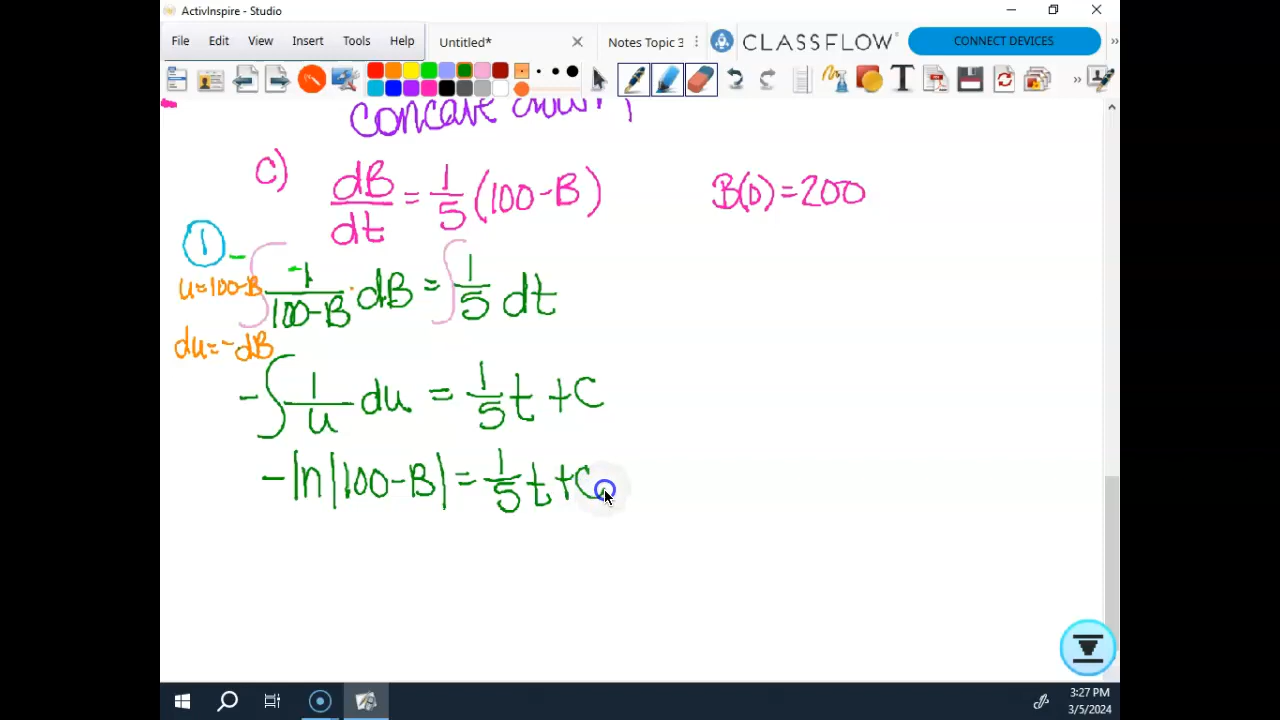 ActivInspire - Studio
File Edit View Insert Tools Help Untitled* Notes Topic 3 CLASSFLOW CONNECT DEVICES
concave
c) dB/dt = 1/5 (100-B) B(0)=200
1
-∫ -1/(100-B) · dB = ∫ 1/5 dt
u=100-B
du=-dB
-∫ 1/u du = 1/5 t + C
-ln|100-B| = 1/5 t + C
3:27 PM
3/5/2024